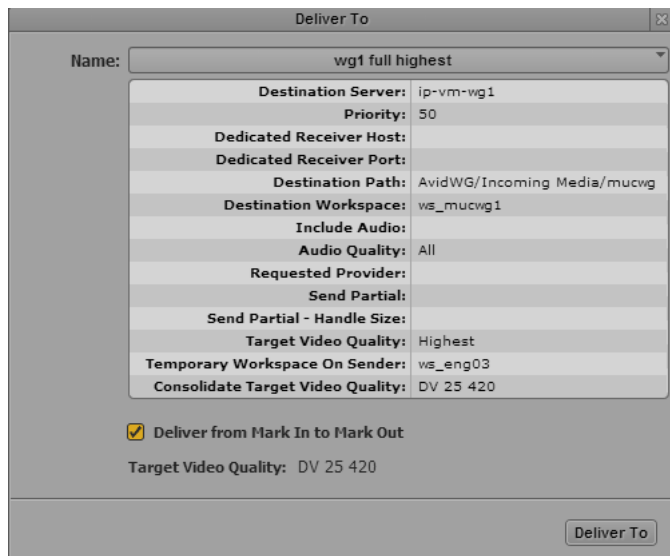 Deliver To
Name: wg1 full highest
Destination Server: ip-vm-wg1
Priority: 50
Dedicated Receiver Host:
Dedicated Receiver Port:
Destination Path: AvidWG/Incoming Media/mucwg
Destination Workspace: ws_mucwg1
Include Audio:
Audio Quality: All
Requested Provider:
Send Partial:
Send Partial - Handle Size:
Target Video Quality: Highest
Temporary Workspace On Sender: ws_eng03
Consolidate Target Video Quality: DV 25 420
Deliver from Mark In to Mark Out
Target Video Quality: DV 25 420
Deliver To